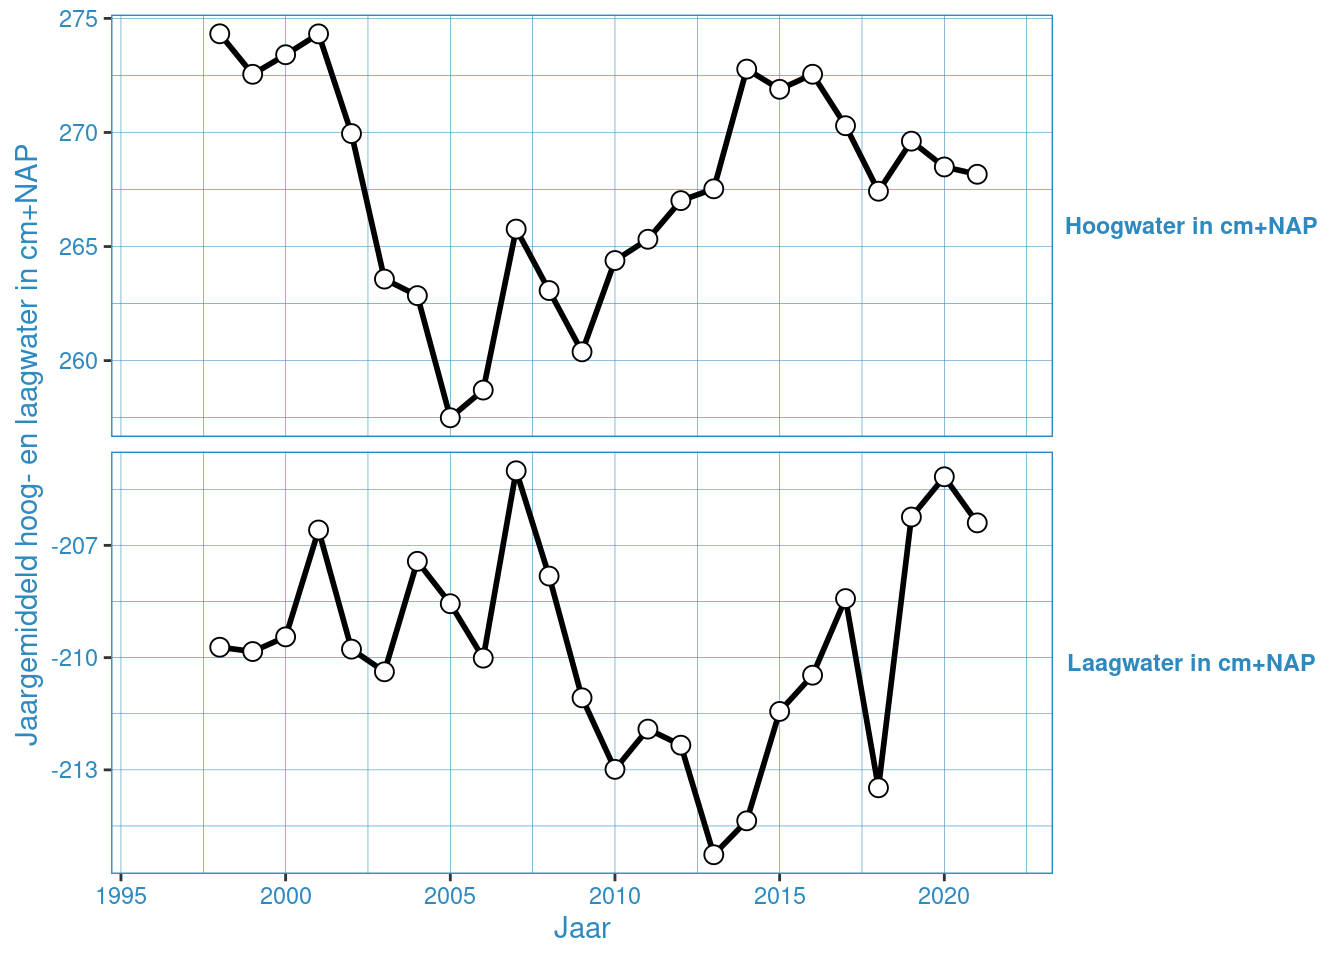 Jaargemiddeld hoog- en laagwater in cm+NAP
275
270
265
260
Hoogwater in cm+NAP
-207
-210
-213
Laagwater in cm+NAP
1995 2000 2005 2010 2015 2020
Jaar